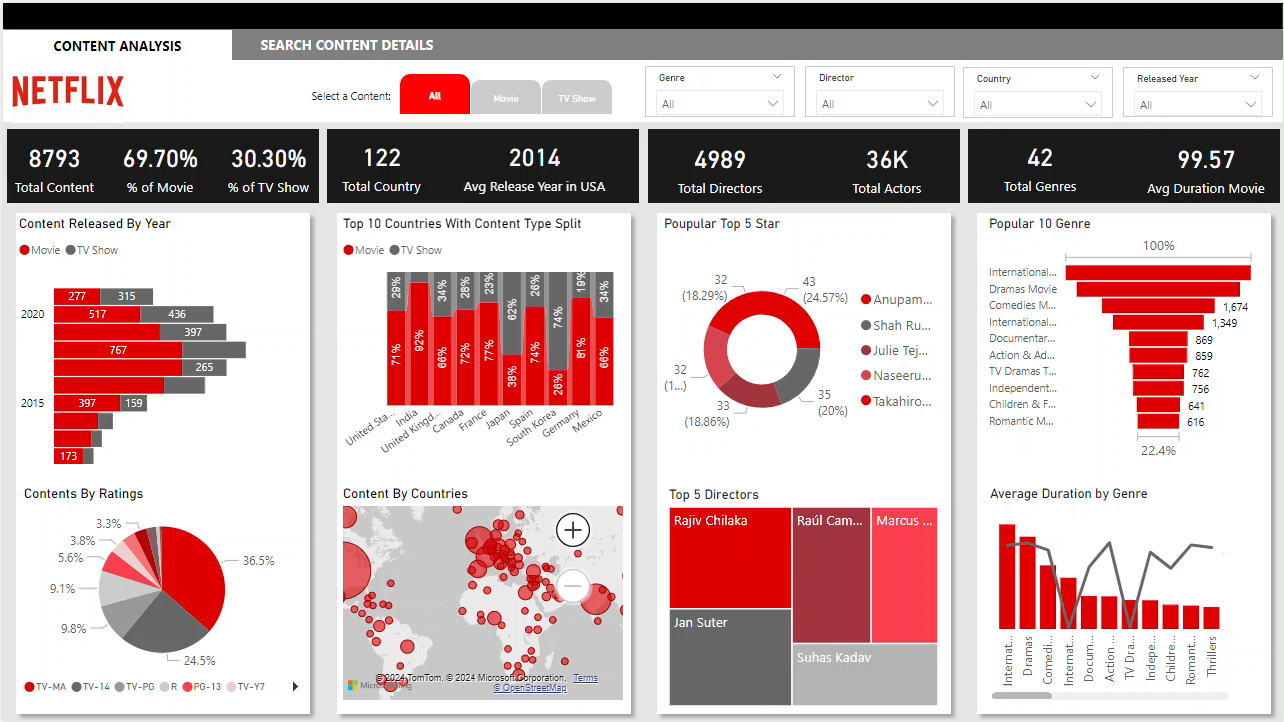 CONTENT ANALYSIS
SEARCH CONTENT DETAILS
NETFLIX
Select a Content:
All
Movie
TV Show
Genre
All
Director
All
Country
All
Released Year
All
8793
Total Content
69.70%
% of Movie
30.30%
% of TV Show
122
Total Country
2014
Avg Release Year in USA
4989
Total Directors
36K
Total Actors
42
Total Genres
99.57
Avg Duration Movie
Content Released By Year
Movie TV Show
277 315
2020 517 436
397
767
265
2015 397 159
173
Top 10 Countries With Content Type Split
Movie TV Show
29% 34% 28% 23% 62% 26% 74% 19% 34%
71% 92% 66% 72% 77% 38% 74% 26% 81% 66%
United Sta...
India
United Kingd...
Canada
France
Japan
Spain
South Korea
Germany
Mexico
Poupular Top 5 Star
32
(18.29%)
43
(24.57%)
32
(1...)
33
(18.86%)
35
(20%)
Anupam...
Shah Ru...
Julie Tej...
Naseeru...
Takahiro...
Popular 10 Genre
100%
International...
Dramas Movie
Comedies M... 1,674
International... 1,349
Documentar... 869
Action & Ad... 859
TV Dramas T... 762
Independent... 756
Children & F... 641
Romantic M... 616
22.4%
Contents By Ratings
3.3%
3.8%
5.6%
9.1%
9.8%
36.5%
24.5%
TV-MA TV-14 TV-PG R PG-13 TV-Y7
Content By Countries
© 2024 TomTom, © 2024 Microsoft Corporation, Terms
© OpenStreetMap
Top 5 Directors
Rajiv Chilaka
Raúl Cam...
Marcus ...
Jan Suter
Suhas Kadav
Average Duration by Genre
Internat...
Dramas
Comedi...
Internat...
Docum...
Action ...
TV Dra...
Indepe...
Childre...
Romant...
Thrillers